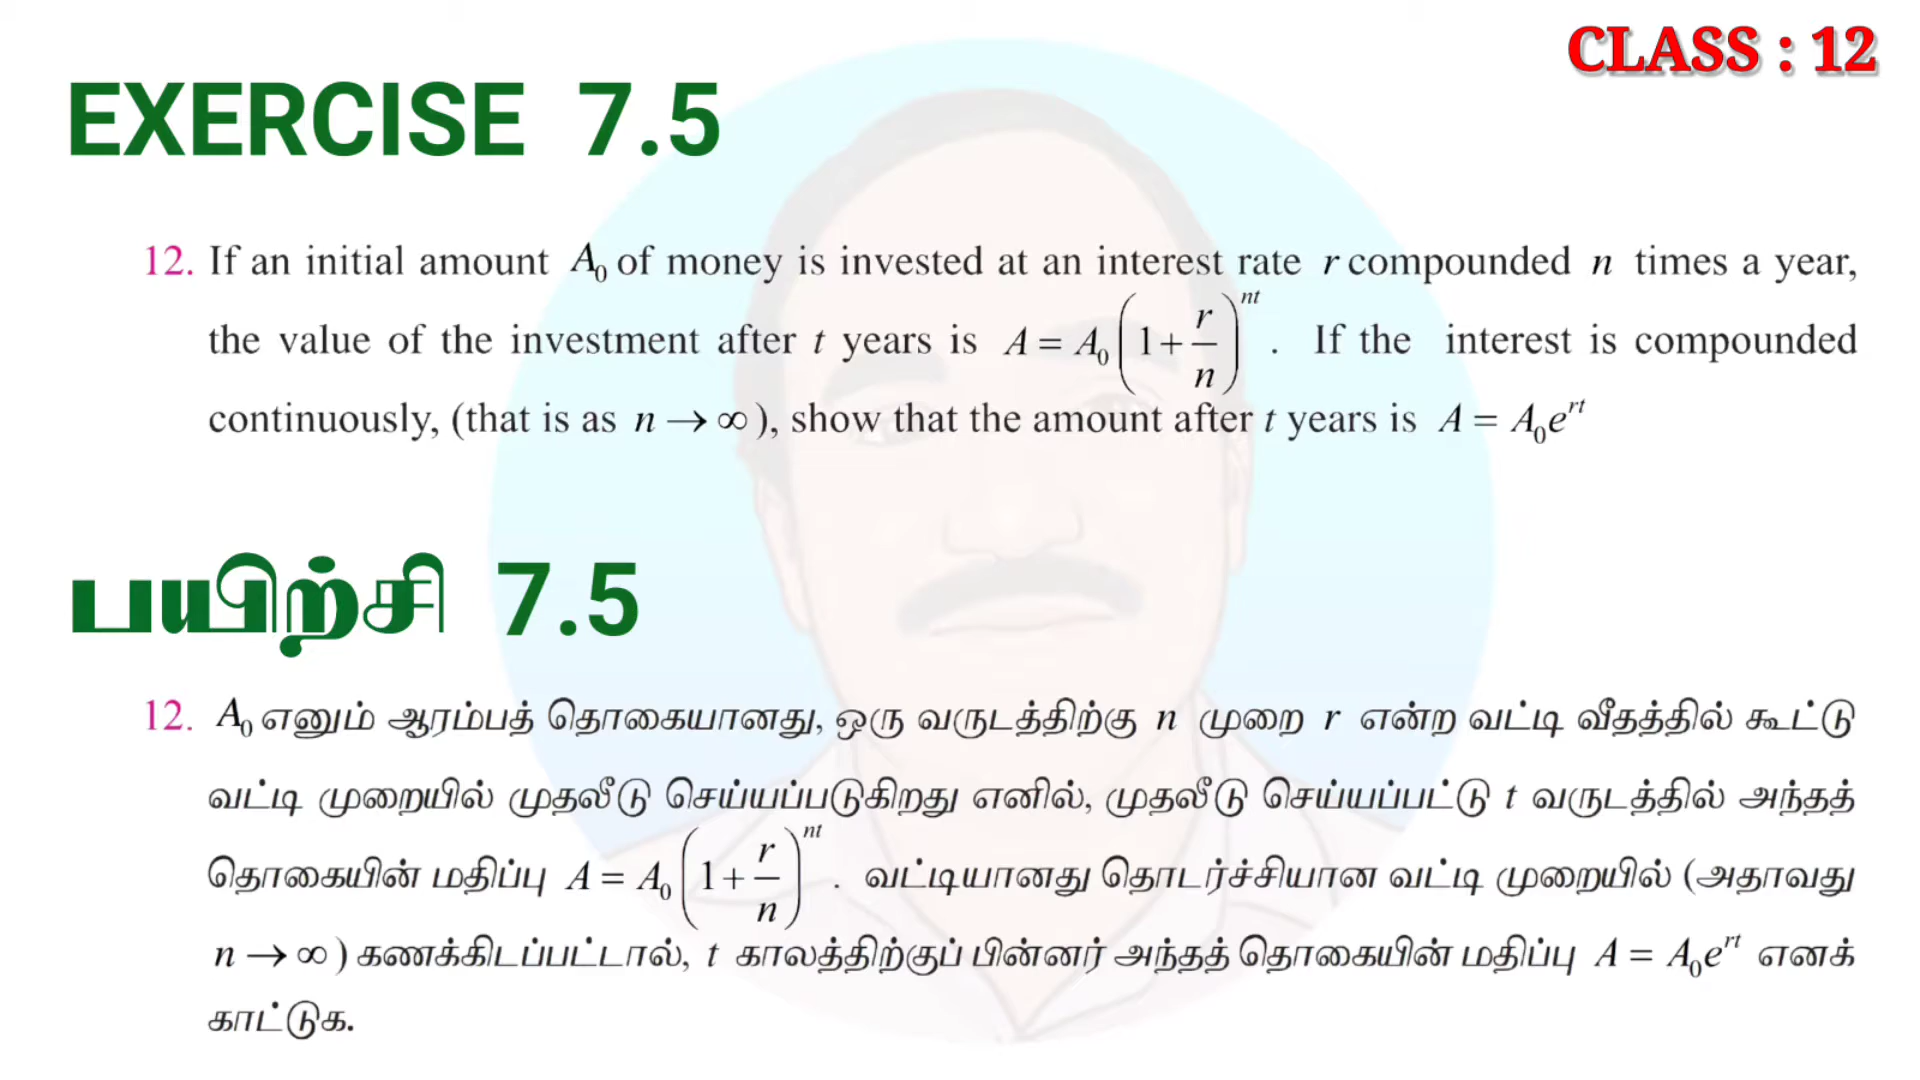 CLASS : 12
EXERCISE 7.5
12. If an initial amount A₀ of money is invested at an interest rate r compounded n times a year,
the value of the investment after t years is A = A₀(1 + r/n)^(nt). If the interest is compounded
continuously, (that is as n → ∞), show that the amount after t years is A = A₀e^(rt)
பயிற்சி 7.5
12. A₀ எனும் ஆரம்பத் தொகையானது, ஒரு வருடத்திற்கு n முறை r என்ற வட்டி வீதத்தில் கூட்டு
வட்டி முறையில் முதலீடு செய்யப்படுகிறது எனில், முதலீடு செய்யப்பட்டு t வருடத்தில் அந்தத்
தொகையின் மதிப்பு A = A₀(1 + r/n)^(nt). வட்டியானது தொடர்ச்சியான வட்டி முறையில் (அதாவது
n → ∞) கணக்கிடப்பட்டால், t காலத்திற்குப் பின்னர் அந்தத் தொகையின் மதிப்பு A = A₀e^(rt) எனக்
காட்டுக.